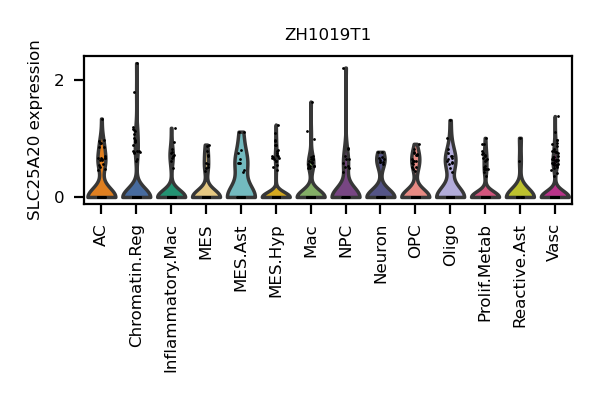 ZH1019T1
SLC25A20 expression
2
0
AC
Chromatin.Reg
Inflammatory.Mac
MES
MES.Ast
MES.Hyp
Mac
NPC
Neuron
OPC
Oligo
Prolif.Metab
Reactive.Ast
Vasc